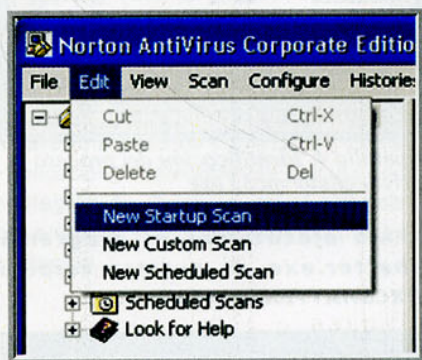 Norton AntiVirus Corporate Editio
File Edit View Scan Configure Histories
Cut Ctrl-X
Paste Ctrl-V
Delete Del
New Startup Scan
New Custom Scan
New Scheduled Scan
Scheduled Scans
Look for Help